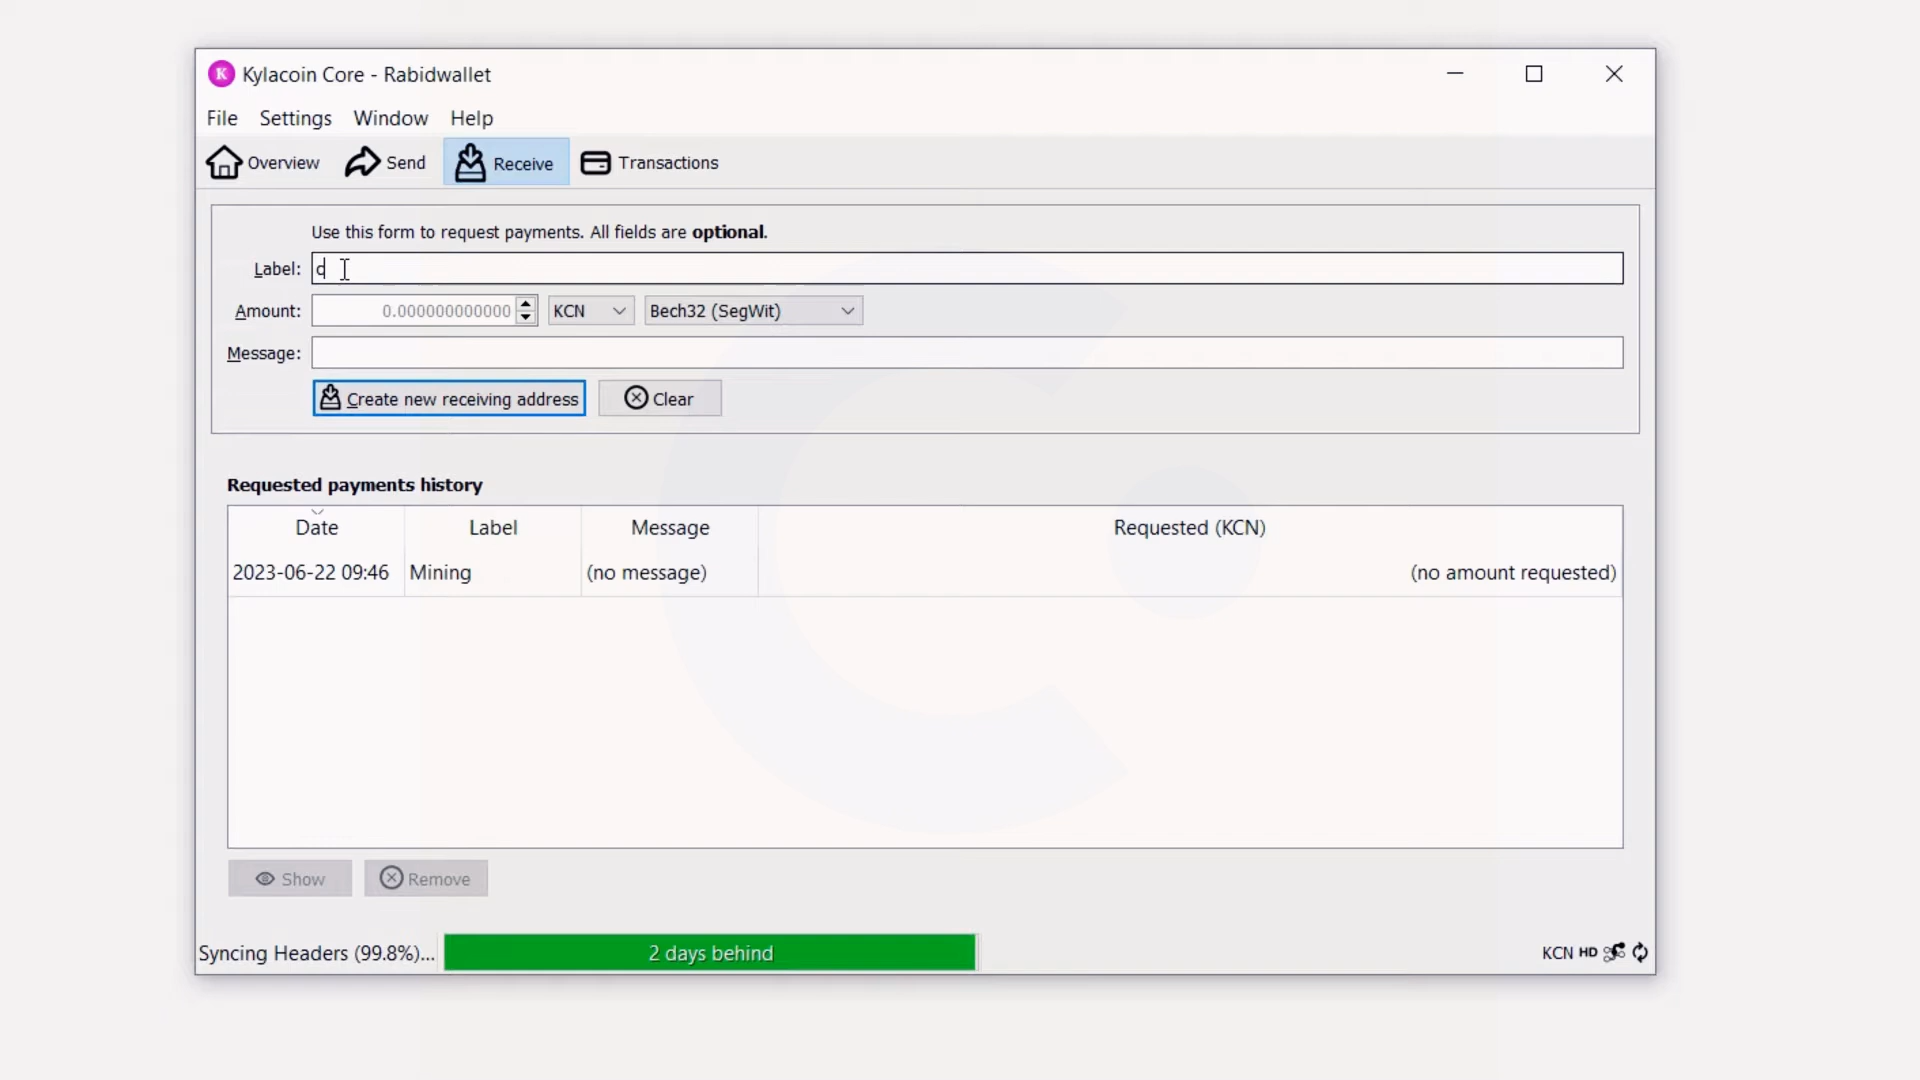 K Kylacoin Core - Rabidwallet
File Settings Window Help
Overview Send Receive Transactions
Use this form to request payments. All fields are optional.
Label: c
Amount: 0.000000000000 KCN Bech32 (SegWit)
Message:
Create new receiving address Clear
Requested payments history
Date Label Message Requested (KCN)
2023-06-22 09:46 Mining (no message) (no amount requested)
Show Remove
Syncing Headers (99.8%)... 2 days behind KCN HD